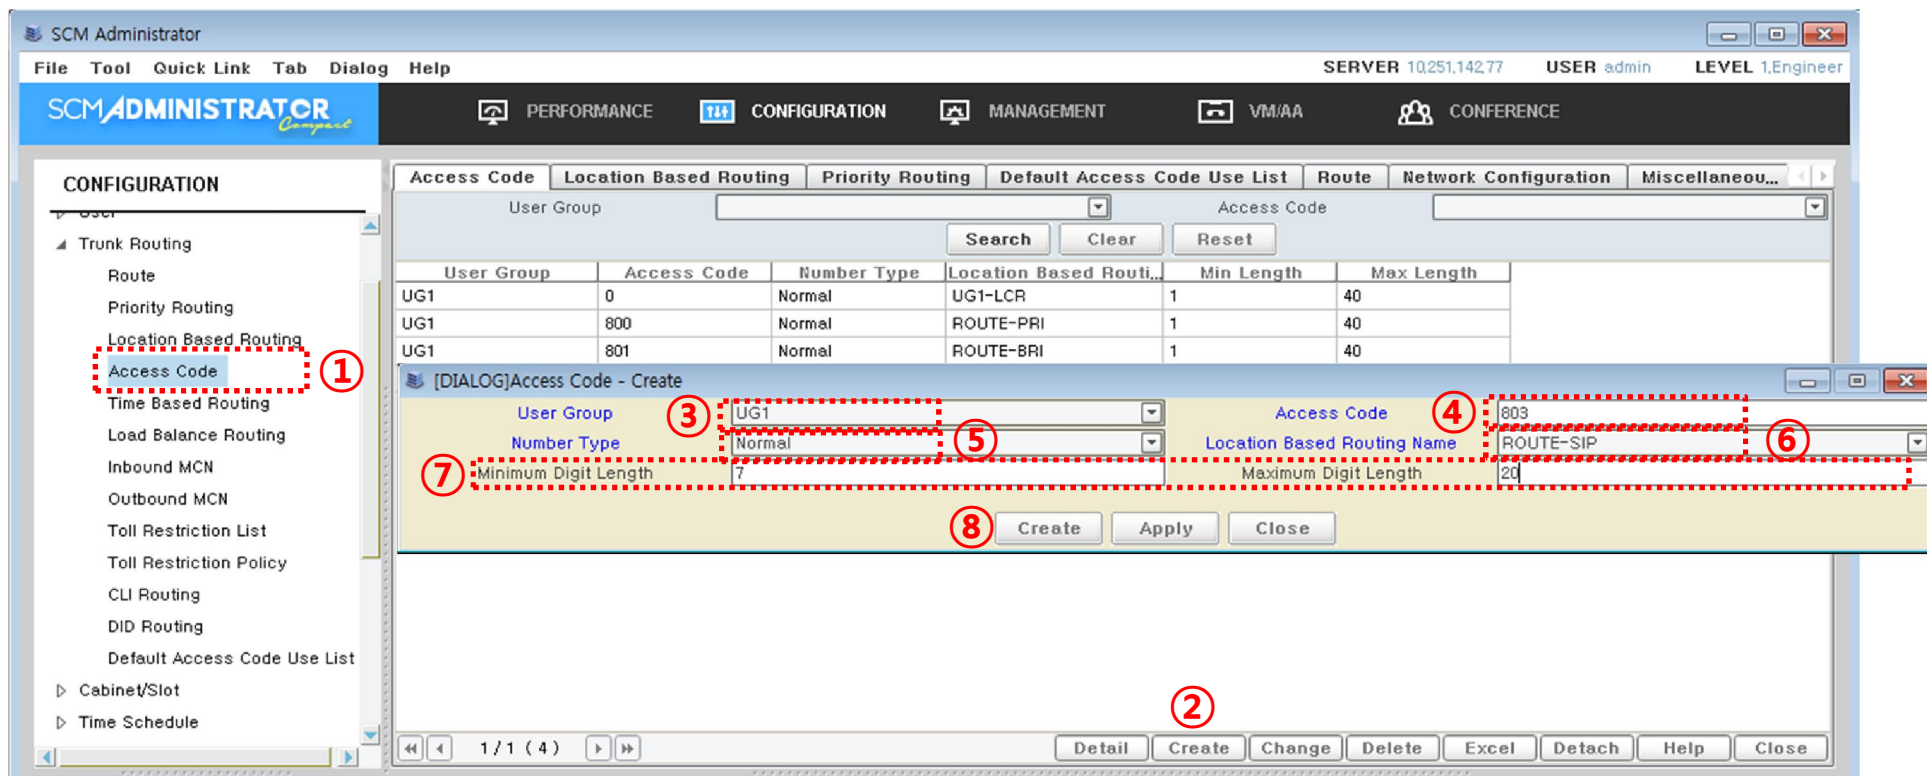 SCM Administrator
File Tool Quick Link Tab Dialog Help SERVER 10,251,142,77 USER admin LEVEL 1,Engineer
SCM ADMINISTRATOR Compact PERFORMANCE CONFIGURATION MANAGEMENT VM/AA CONFERENCE
CONFIGURATION
User
Trunk Routing
Route
Priority Routing
Location Based Routing
Access Code ①
Time Based Routing
Load Balance Routing
Inbound MCN
Outbound MCN
Toll Restriction List
Toll Restriction Policy
CLI Routing
DID Routing
Default Access Code Use List
Cabinet/Slot
Time Schedule
Access Code Location Based Routing Priority Routing Default Access Code Use List Route Network Configuration Miscellaneou...
User Group Access Code
Search Clear Reset
User Group Access Code Number Type Location Based Routi... Min Length Max Length
UG1 0 Normal UG1-LCR 1 40
UG1 800 Normal ROUTE-PRI 1 40
UG1 801 Normal ROUTE-BRI 1 40
[DIALOG]Access Code - Create
User Group ③ UG1 Access Code ④ 803
Number Type Normal ⑤ Location Based Routing Name ROUTE-SIP ⑥
⑦ Minimum Digit Length 7 Maximum Digit Length 20
⑧ Create Apply Close
②
1/1 ( 4 ) Detail Create Change Delete Excel Detach Help Close